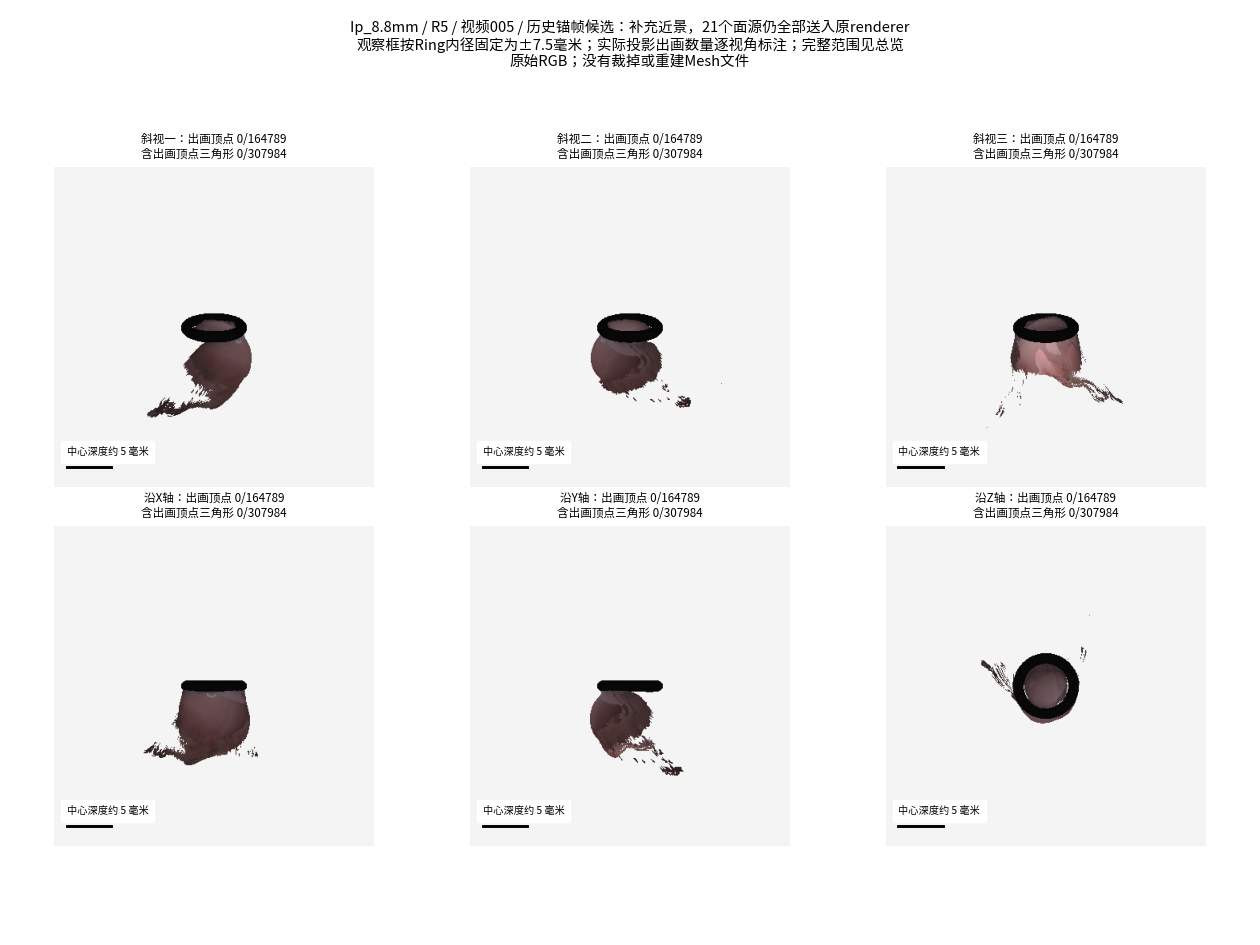 Ip_8.8mm / R5 / 视频005 / 历史锚帧候选：补充近景，21个面源仍全部送入原renderer
观察框按Ring内径固定为±7.5毫米；实际投影出画数量逐视角标注；完整范围见总览
原始RGB；没有裁掉或重建Mesh文件
斜视一：出画顶点 0/164789
含出画顶点三角形 0/307984
斜视二：出画顶点 0/164789
含出画顶点三角形 0/307984
斜视三：出画顶点 0/164789
含出画顶点三角形 0/307984
中心深度约 5 毫米
中心深度约 5 毫米
中心深度约 5 毫米
沿X轴：出画顶点 0/164789
含出画顶点三角形 0/307984
沿Y轴：出画顶点 0/164789
含出画顶点三角形 0/307984
沿Z轴：出画顶点 0/164789
含出画顶点三角形 0/307984
中心深度约 5 毫米
中心深度约 5 毫米
中心深度约 5 毫米